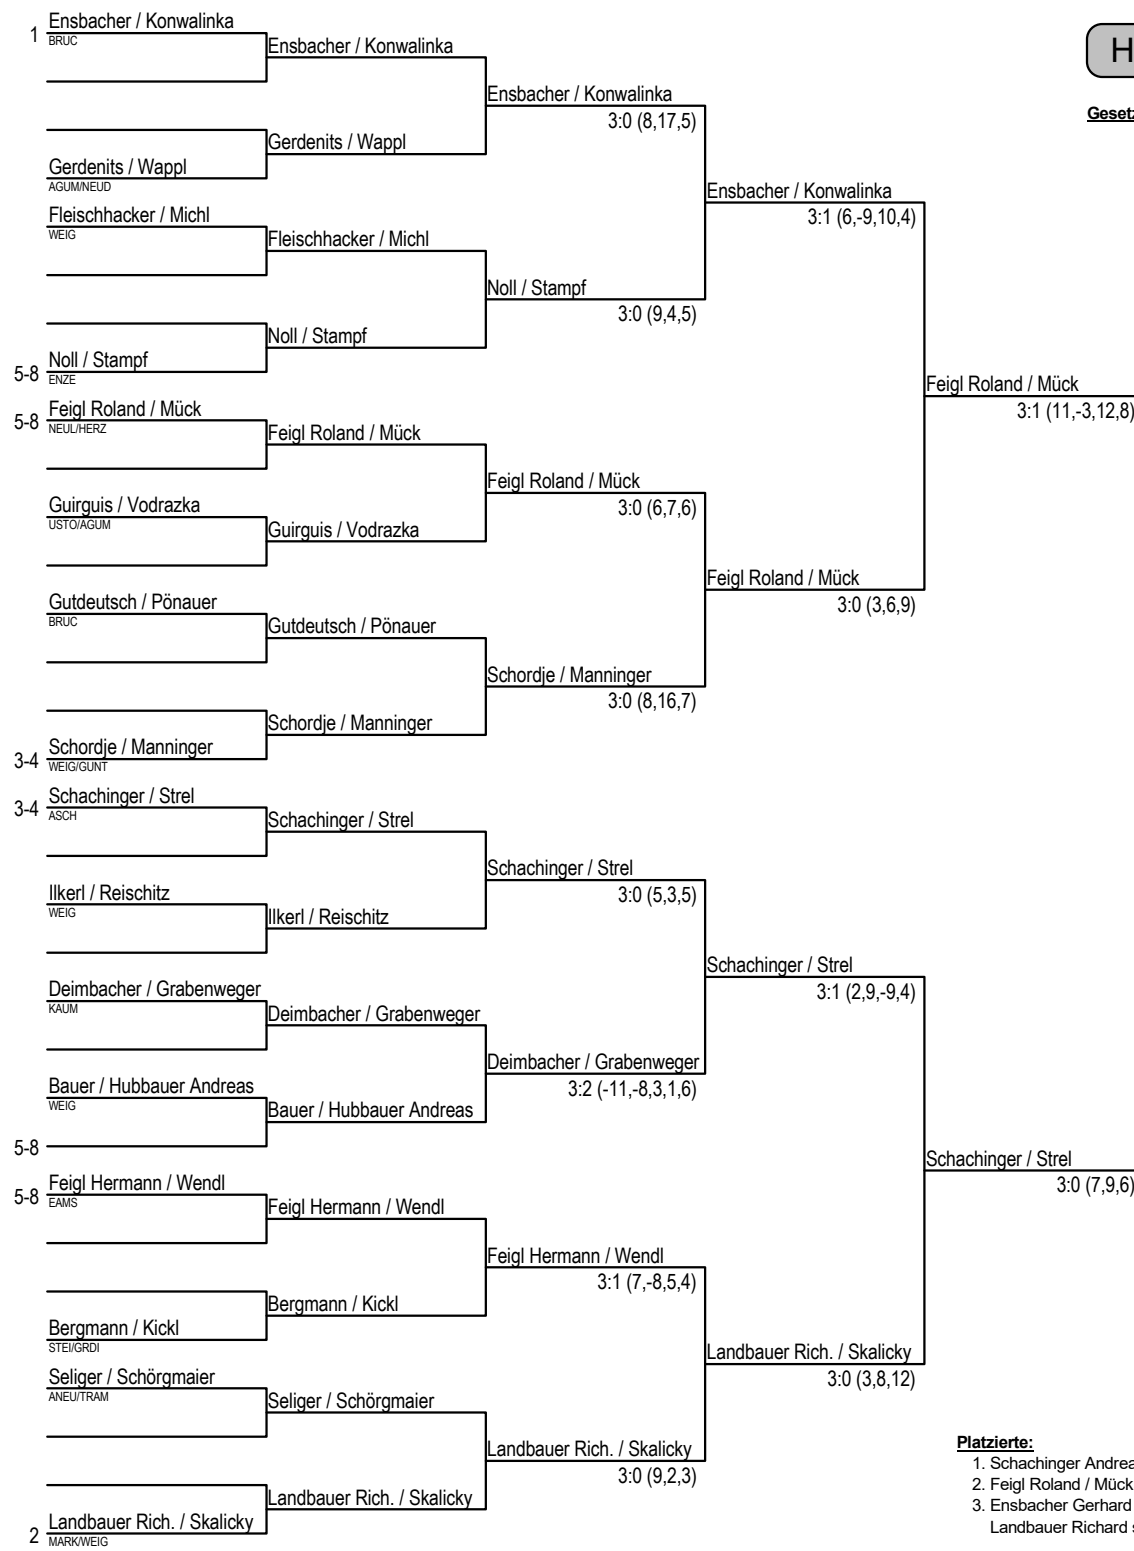 Ensbacher / Konwalinka
1
BRUC
Ensbacher / Konwalinka
H
Ensbacher / Konwalinka
3:0 (8,17,5)
Gesetz
Gerdenits / Wappl
Gerdenits / Wappl
AGUM/NEUD
Ensbacher / Konwalinka
3:1 (6,-9,10,4)
Fleischhacker / Michl
WEIG
Fleischhacker / Michl
Noll / Stampf
3:0 (9,4,5)
Noll / Stampf
Noll / Stampf
5-8
ENZE
Feigl Roland / Mück
3:1 (11,-3,12,8)
Feigl Roland / Mück
5-8
NEUL/HERZ
Feigl Roland / Mück
Feigl Roland / Mück
3:0 (6,7,6)
Guirguis / Vodrazka
USTO/AGUM
Guirguis / Vodrazka
Feigl Roland / Mück
3:0 (3,6,9)
Gutdeutsch / Pönauer
BRUC
Gutdeutsch / Pönauer
Schordje / Manninger
3:0 (8,16,7)
Schordje / Manninger
Schordje / Manninger
3-4
WEIG/GUNT
Schachinger / Strel
3-4
ASCH
Schachinger / Strel
Schachinger / Strel
3:0 (5,3,5)
Ilkerl / Reischitz
WEIG
Ilkerl / Reischitz
Schachinger / Strel
3:1 (2,9,-9,4)
Deimbacher / Grabenweger
KAUM
Deimbacher / Grabenweger
Deimbacher / Grabenweger
3:2 (-11,-8,3,1,6)
Bauer / Hubbauer Andreas
WEIG
Bauer / Hubbauer Andreas
5-8
Schachinger / Strel
3:0 (7,9,6)
Feigl Hermann / Wendl
5-8
EAMS
Feigl Hermann / Wendl
Feigl Hermann / Wendl
3:1 (7,-8,5,4)
Bergmann / Kickl
Bergmann / Kickl
STEI/GRDI
Landbauer Rich. / Skalicky
3:0 (3,8,12)
Seliger / Schörgmaier
ANEU/TRAM
Seliger / Schörgmaier
Landbauer Rich. / Skalicky
3:0 (9,2,3)
Landbauer Rich. / Skalicky
Landbauer Rich. / Skalicky
2
MARK/WEIG
Platzierte:
1. Schachinger Andrea
2. Feigl Roland / Mück
3. Ensbacher Gerhard
Landbauer Richard s